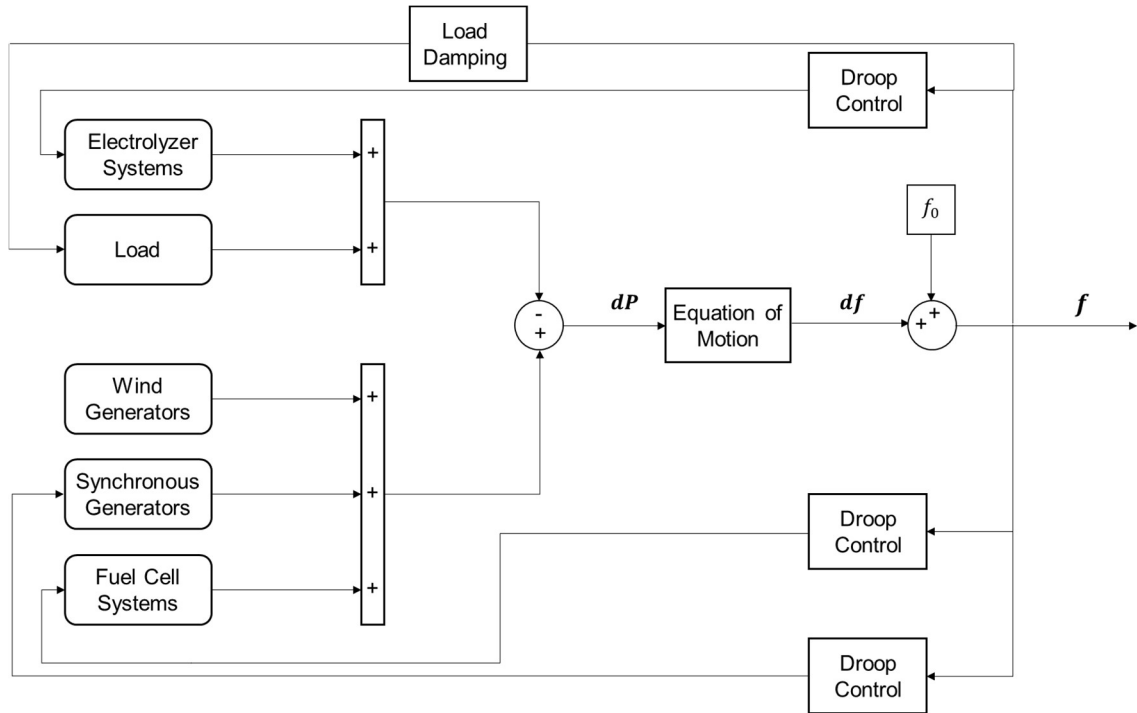 Load
Damping
Droop
Control
Electrolyzer
Systems
+
f₀
Load
+
-
+
dP
Equation of
Motion
df
+
+
f
Wind
Generators
+
Synchronous
Generators
+
Droop
Control
Fuel Cell
Systems
+
Droop
Control